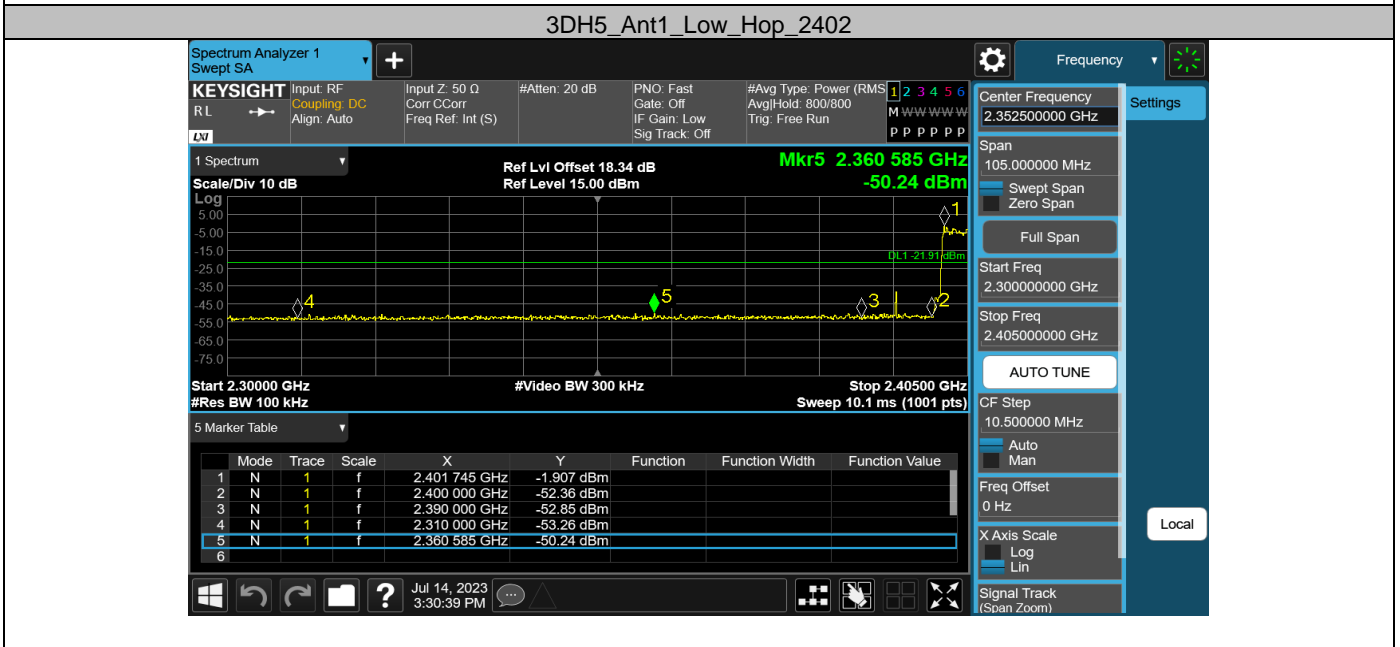 3DH5_Ant1_Low_Hop_2402
Spectrum Analyzer 1
Swept SA
+
Frequency
KEYSIGHT
RL
LXI
Input: RF
Coupling: DC
Align: Auto
Input Z: 50 Ω
Corr CCorr
Freq Ref: Int (S)
#Atten: 20 dB
PNO: Fast
Gate: Off
IF Gain: Low
Sig Track: Off
#Avg Type: Power (RMS
Avg|Hold: 800/800
Trig: Free Run
1 2 3 4 5 6
M W W W W W
P P P P P P
1 Spectrum
Scale/Div 10 dB
Ref Lvl Offset 18.34 dB
Ref Level 15.00 dBm
Mkr5 2.360 585 GHz
-50.24 dBm
Log
5.00
-5.00
-15.0
-25.0
-35.0
-45.0
-55.0
-65.0
-75.0
1
DL1 -21.91 dBm
4
5
3
2
Start 2.30000 GHz
#Video BW 300 kHz
Stop 2.40500 GHz
#Res BW 100 kHz
Sweep 10.1 ms (1001 pts)
5 Marker Table
Mode Trace Scale X Y Function Function Width Function Value
1 N 1 f 2.401 745 GHz -1.907 dBm
2 N 1 f 2.400 000 GHz -52.36 dBm
3 N 1 f 2.390 000 GHz -52.85 dBm
4 N 1 f 2.310 000 GHz -53.26 dBm
5 N 1 f 2.360 585 GHz -50.24 dBm
6
?
Jul 14, 2023
3:30:39 PM
Center Frequency
2.352500000 GHz
Span
105.000000 MHz
Swept Span
Zero Span
Full Span
Start Freq
2.300000000 GHz
Stop Freq
2.405000000 GHz
AUTO TUNE
CF Step
10.500000 MHz
Auto
Man
Freq Offset
0 Hz
X Axis Scale
Log
Lin
Signal Track
(Span Zoom)
Settings
Local